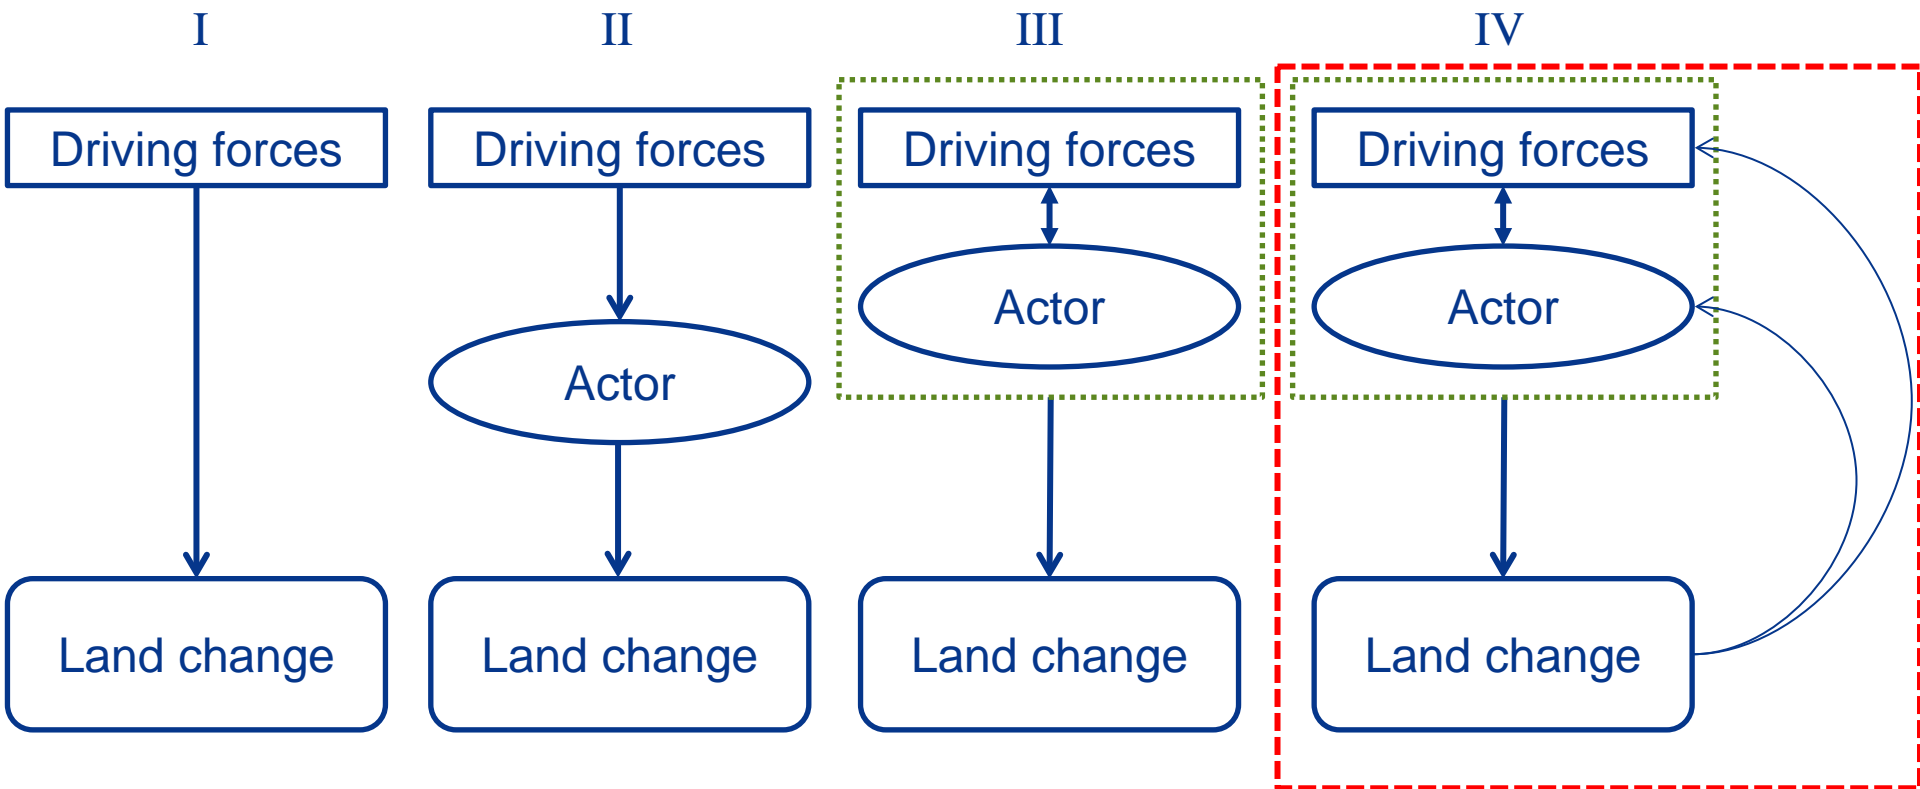 I
II
III
IV
Driving forces
Driving forces
Driving forces
Driving forces
Actor
Actor
Actor
Land change
Land change
Land change
Land change